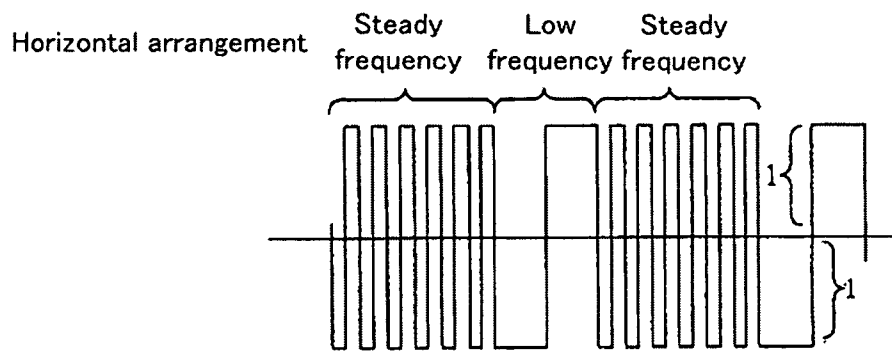 Horizontal arrangement
Steady
frequency
Low
frequency
Steady
frequency
1
1